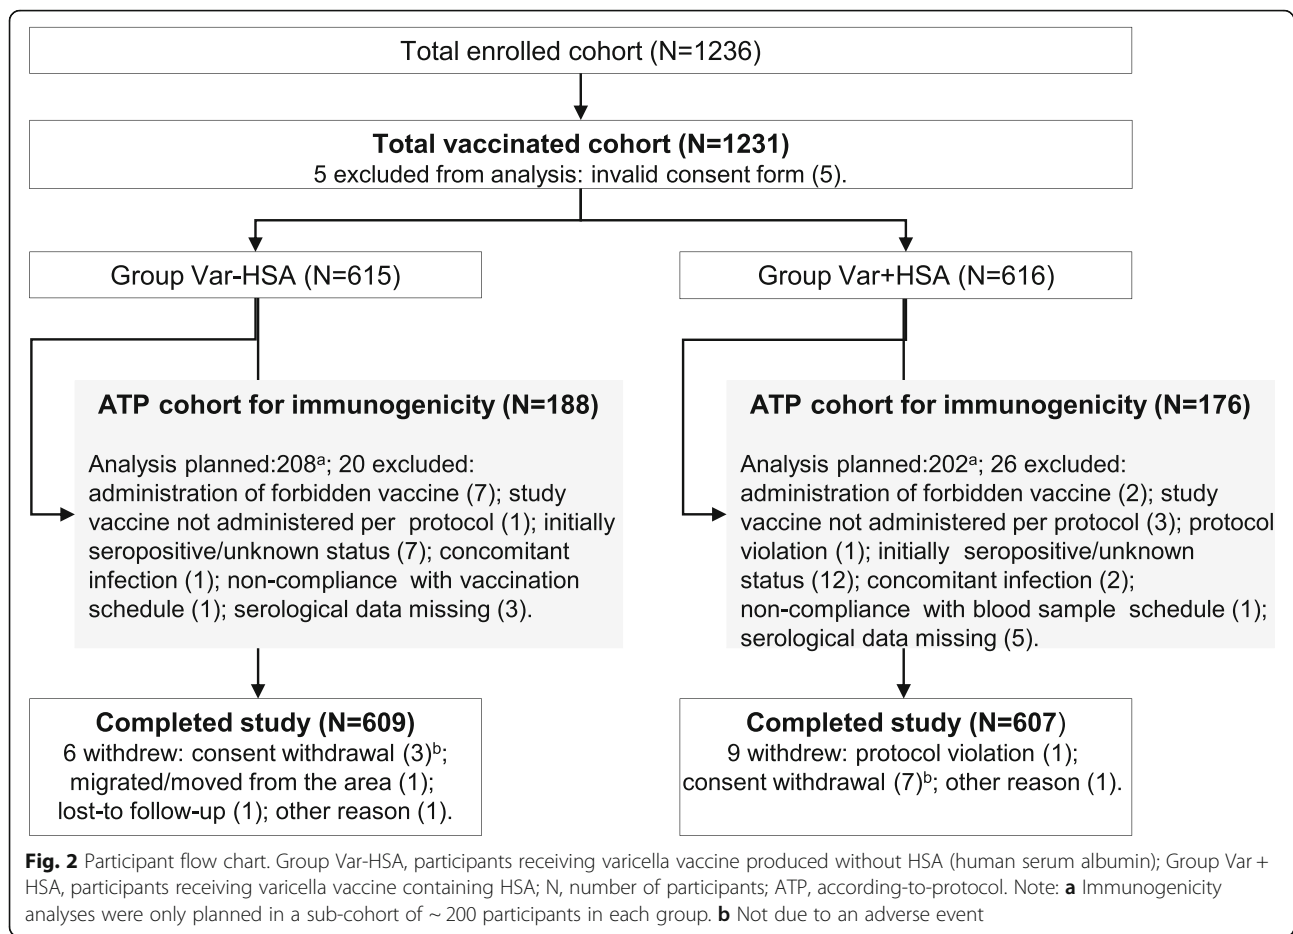 Total enrolled cohort (N=1236)
Total vaccinated cohort (N=1231)
5 excluded from analysis: invalid consent form (5).
Group Var-HSA (N=615)
Group Var+HSA (N=616)
ATP cohort for immunogenicity (N=188)
Analysis planned:208ᵃ; 20 excluded:
administration of forbidden vaccine (7); study
vaccine not administered per protocol (1); initially
seropositive/unknown status (7); concomitant
infection (1); non-compliance with vaccination
schedule (1); serological data missing (3).
ATP cohort for immunogenicity (N=176)
Analysis planned:202ᵃ; 26 excluded:
administration of forbidden vaccine (2); study
vaccine not administered per protocol (3); protocol
violation (1); initially seropositive/unknown
status (12); concomitant infection (2);
non-compliance with blood sample schedule (1);
serological data missing (5).
Completed study (N=609)
6 withdrew: consent withdrawal (3)ᵇ;
migrated/moved from the area (1);
lost-to follow-up (1); other reason (1).
Completed study (N=607)
9 withdrew: protocol violation (1);
consent withdrawal (7)ᵇ; other reason (1).
Fig. 2 Participant flow chart. Group Var-HSA, participants receiving varicella vaccine produced without HSA (human serum albumin); Group Var +
HSA, participants receiving varicella vaccine containing HSA; N, number of participants; ATP, according-to-protocol. Note: a Immunogenicity
analyses were only planned in a sub-cohort of ~ 200 participants in each group. b Not due to an adverse event